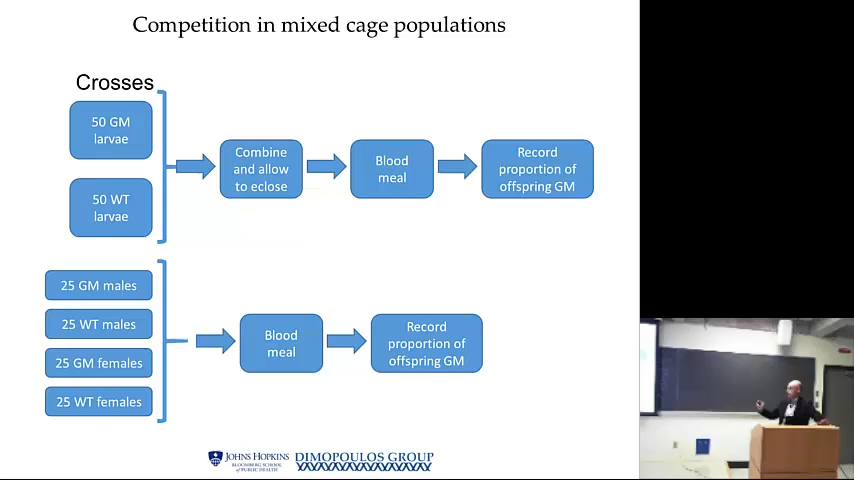 Competition in mixed cage populations
Crosses
50 GM
larvae
50 WT
larvae
Combine
and allow
to eclose
Blood
meal
Record
proportion of
offspring GM
25 GM males
25 WT males
25 GM females
25 WT females
Blood
meal
Record
proportion of
offspring GM
JOHNS HOPKINS
BLOOMBERG SCHOOL
of PUBLIC HEALTH
DIMOPOULOS GROUP